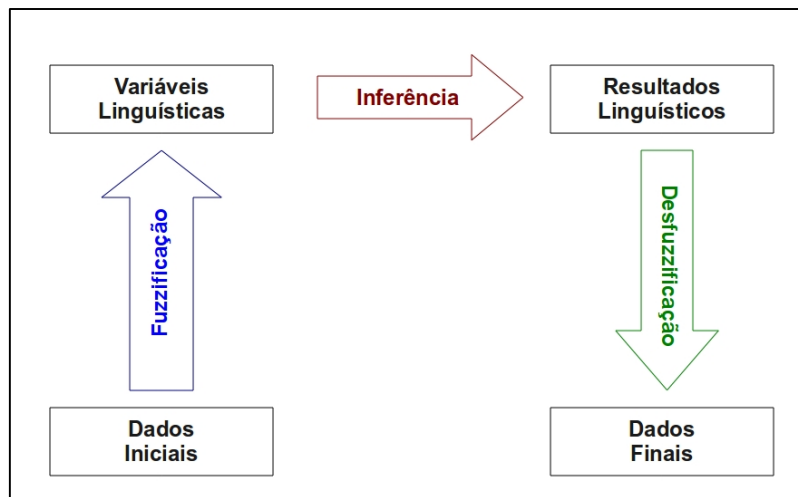 Variáveis
Linguísticas
Inferência
Resultados
Linguísticos
Fuzzificação
Desfuzzificação
Dados
Iniciais
Dados
Finais